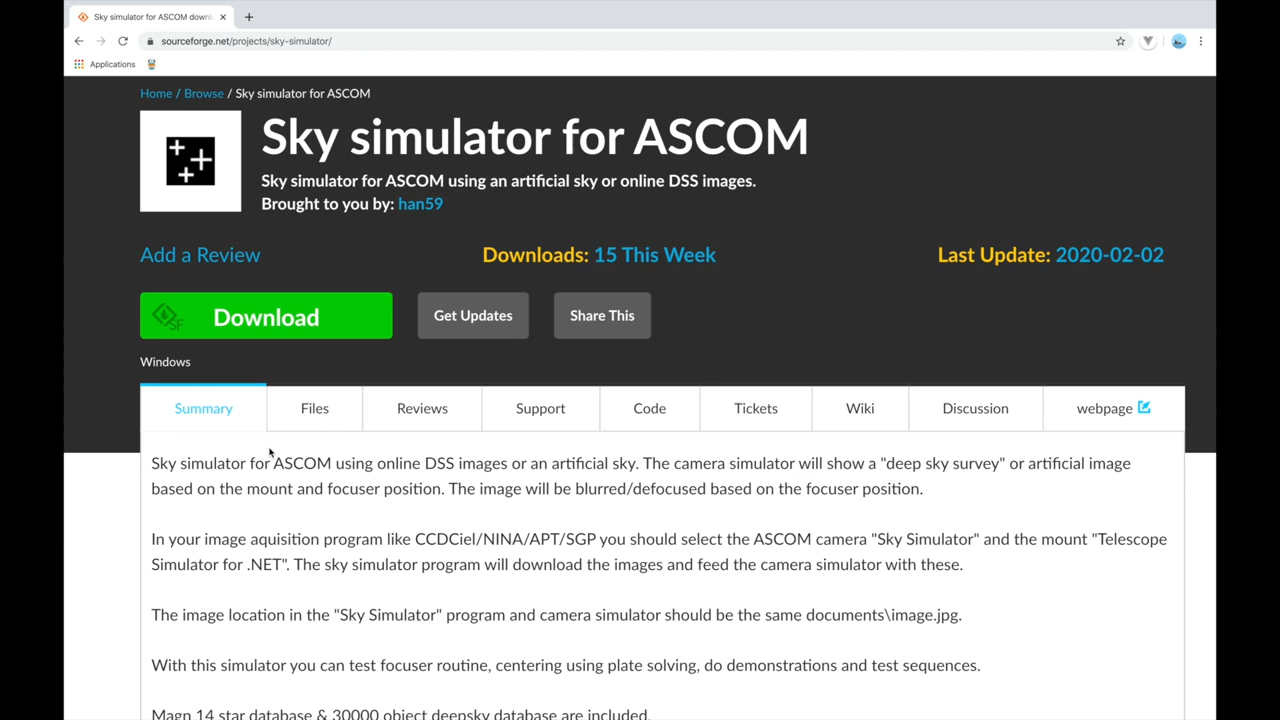 Sky simulator for ASCOM downl
sourceforge.net/projects/sky-simulator/
Applications
Home / Browse / Sky simulator for ASCOM
Sky simulator for ASCOM
Sky simulator for ASCOM using an artificial sky or online DSS images.
Brought to you by: han59
Add a Review
Downloads: 15 This Week
Last Update: 2020-02-02
SF
Download
Get Updates
Share This
Windows
Summary
Files
Reviews
Support
Code
Tickets
Wiki
Discussion
webpage
Sky simulator for ASCOM using online DSS images or an artificial sky. The camera simulator will show a "deep sky survey" or artificial image
based on the mount and focuser position. The image will be blurred/defocused based on the focuser position.
In your image aquisition program like CCDCiel/NINA/APT/SGP you should select the ASCOM camera "Sky Simulator" and the mount "Telescope
Simulator for .NET". The sky simulator program will download the images and feed the camera simulator with these.
The image location in the "Sky Simulator" program and camera simulator should be the same documents\image.jpg.
With this simulator you can test focuser routine, centering using plate solving, do demonstrations and test sequences.
Magn 14 star database & 30000 object deepsky database are included.